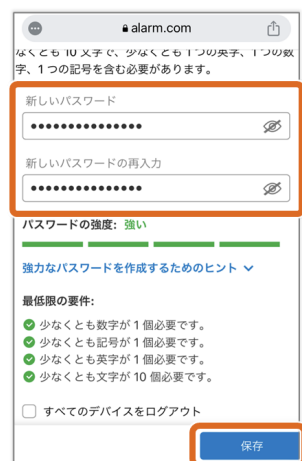 alarm.com
なくとも 10 文字で、少なくとも 1 つの英字、1 つの数
字、1 つの記号を含む必要があります。
新しいパスワード
•••••••••••••••
新しいパスワードの再入力
•••••••••••••••
パスワードの強度: 強い
強力なパスワードを作成するためのヒント
最低限の要件:
少なくとも数字が 1 個必要です。
少なくとも記号が 1 個必要です。
少なくとも英字が 1 個必要です。
少なくとも文字が 10 個必要です。
すべてのデバイスをログアウト
保存